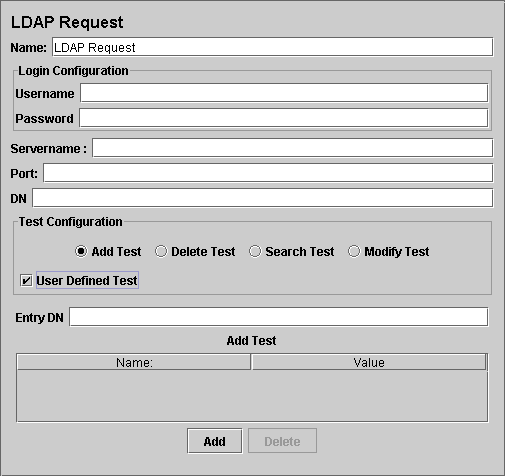 LDAP Request
Name: LDAP Request
Login Configuration
Username
Password
Servername :
Port:
DN
Test Configuration
Add Test Delete Test Search Test Modify Test
User Defined Test
Entry DN
Add Test
Name: Value
Add Delete